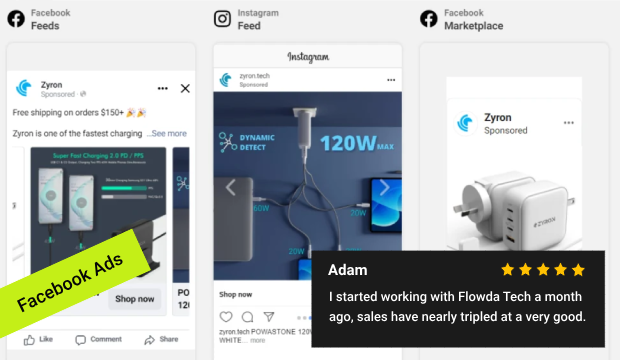 Facebook
Feeds
Instagram
Feed
Facebook
Marketplace
Zyron
Sponsored ·
Free shipping on orders $150+ 🎉🎉
Zyron is one of the fastest charging ...See more
Super Fast Charging 2.0 PD / PPS
Shop now
PO
120
Like
Comment
Share
Facebook Ads
Instagram
zyron.tech
Sponsored
DYNAMIC
DETECT
120W MAX
60W
20W
20W
Shop now
zyron.tech POWASTONE 120W
WHITE... more
Zyron
Sponsored
ZYRON
Adam
I started working with Flowda Tech a month
ago, sales have nearly tripled at a very good.